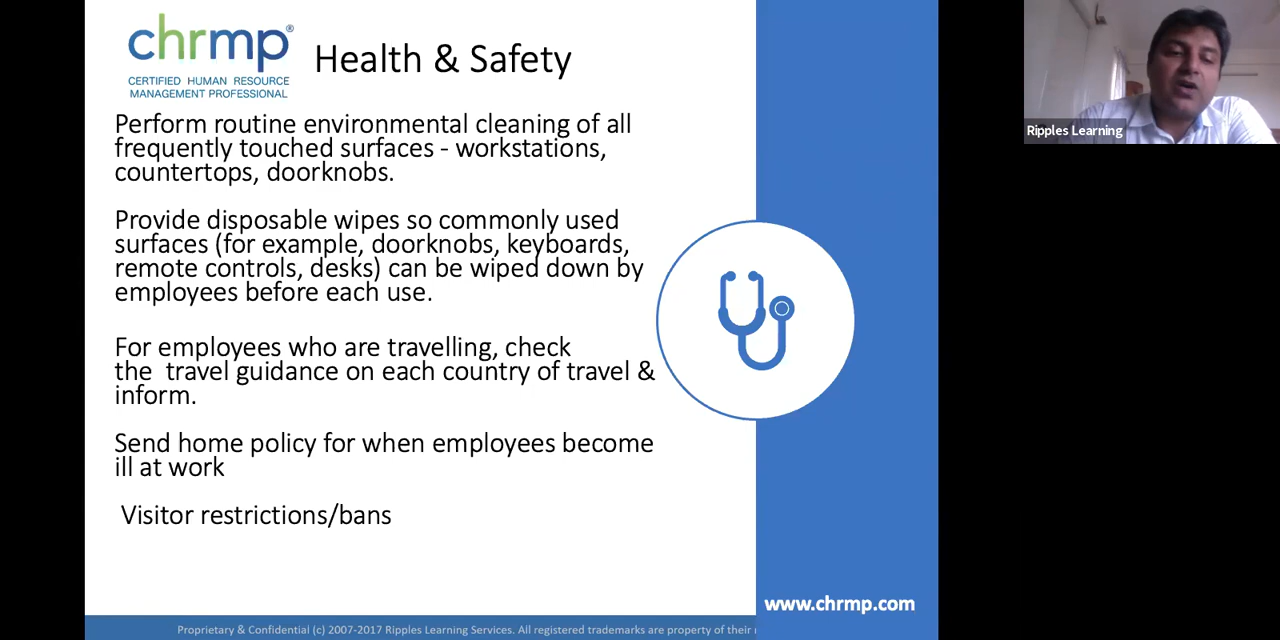 chrmp®
CERTIFIED HUMAN RESOURCE
MANAGEMENT PROFESSIONAL
Health & Safety
Perform routine environmental cleaning of all
frequently touched surfaces - workstations,
countertops, doorknobs.
Provide disposable wipes so commonly used
surfaces (for example, doorknobs, keyboards,
remote controls, desks) can be wiped down by
employees before each use.
For employees who are travelling, check
the  travel guidance on each country of travel &
inform.
Send home policy for when employees become
ill at work
Visitor restrictions/bans
www.chrmp.com
Proprietary & Confidential (c) 2007-2017 Ripples Learning Services. All registered trademarks are property of their
Ripples Learning